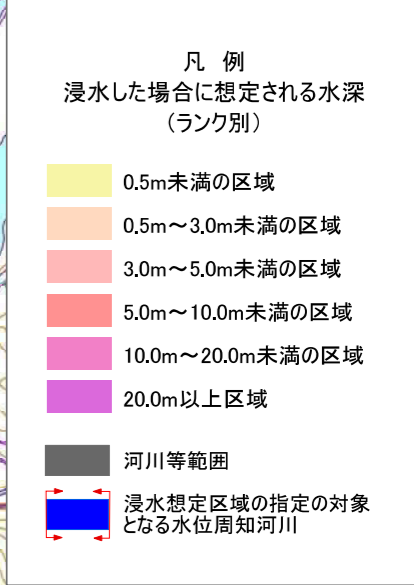 凡 例
浸水した場合に想定される水深
(ランク別)
0.5m未満の区域
0.5m～3.0m未満の区域
3.0m～5.0m未満の区域
5.0m～10.0m未満の区域
10.0m～20.0m未満の区域
20.0m以上区域
河川等範囲
浸水想定区域の指定の対象
となる水位周知河川